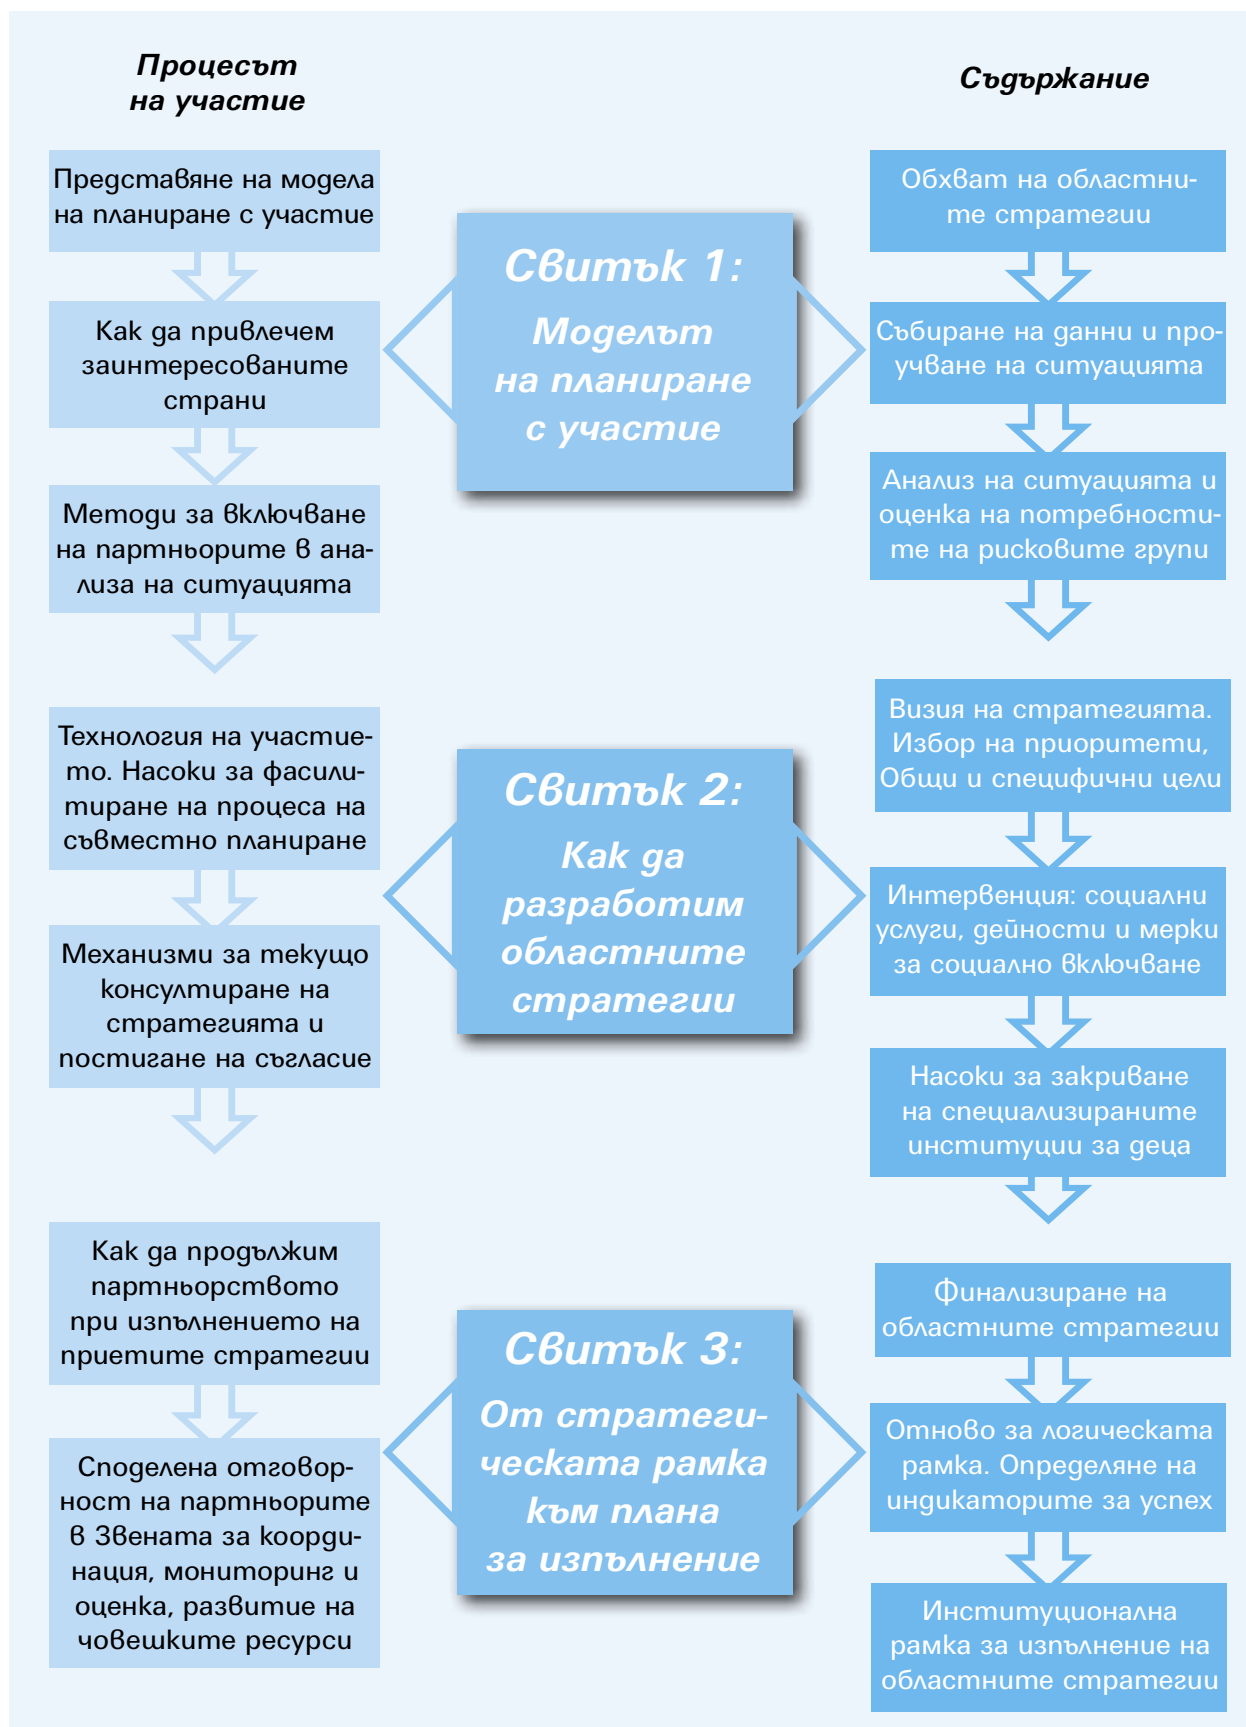 Процесът
на участие
Представяне на модела
на планиране с участие
Как да привлечем
заинтересованите
страни
Методи за включване
на партньорите в ана-
лиза на ситуацията
Технология на участие-
то. Насоки за фасили-
тиране на процеса на
съвместно планиране
Механизми за текущо
консултиране на
стратегията и
постигане на съгласие
Как да продължим
партньорството
при изпълнението на
приетите стратегии
Споделена отговор-
ност на партньорите
в Звената за коорди-
нация, мониторинг и
оценка, развитие на
човешките ресурси
Свитък 1:
Моделът
на планиране
с участие
Свитък 2:
Как да
разработим
областните
стратегии
Свитък 3:
От стратеги-
ческата рамка
към плана
за изпълнение
Съдържание
Обхват на областни-
те стратегии
Събиране на данни и про-
учване на ситуацията
Анализ на ситуацията и
оценка на потребности-
те на рисковите групи
Визия на стратегията.
Избор на приоритети,
Общи и специфични цели
Интервенция: социални
услуги, дейности и мерки
за социално включване
Насоки за закриване
на специализираните
институции за деца
Финализиране на
областните стратегии
Отново за логическата
рамка. Определяне на
индикаторите за успех
Институционална
рамка за изпълнение на
областните стратегии